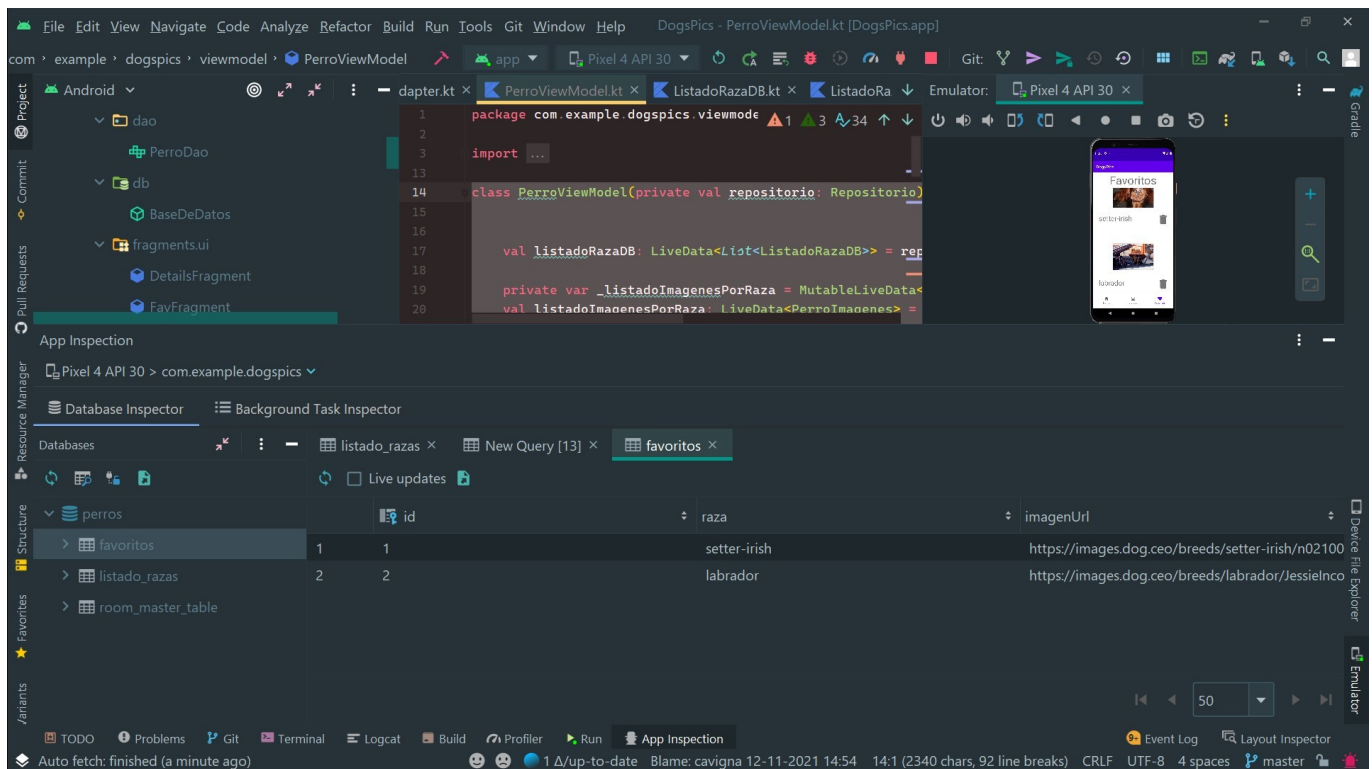 File Edit View Navigate Code Analyze Refactor Build Run Tools Git Window Help DogsPics - PerroViewModel.kt [DogsPics.app]
com › example › dogspics › viewmodel › PerroViewModel app Pixel 4 API 30 Git:
Project
Commit
Pull Requests
Resource Manager
Structure
Favorites
Variants
Android
dao
PerroDao
db
BaseDeDatos
fragments.ui
DetailsFragment
FavFragment
dapter.kt × PerroViewModel.kt × ListadoRazaDB.kt × ListadoRa
1 package com.example.dogspics.viewmode 1 3 34
2
3 import ...
13
14 class PerroViewModel(private val repositorio: Repositorio)
15
16
17 val listadoRazaDB: LiveData<List<ListadoRazaDB>> = rep
18
19 private var _listadoImagenesPorRaza = MutableLiveData<
20 val listadoImagenesPorRaza: LiveData<PerroImagenes> =
Emulator: Pixel 4 API 30 ×
DogsPics
Favoritos
setter-irish
labrador
Gradle
Device File Explorer
Emulator
App Inspection
Pixel 4 API 30 > com.example.dogspics
Database Inspector Background Task Inspector
Databases
perros
favoritos
listado_razas
room_master_table
listado_razas × New Query [13] × favoritos ×
Live updates
id raza imagenUrl
1 1 setter-irish https://images.dog.ceo/breeds/setter-irish/n02100
2 2 labrador https://images.dog.ceo/breeds/labrador/JessieInco
50
TODO Problems Git Terminal Logcat Build Profiler Run App Inspection 9+ Event Log Layout Inspector
Auto fetch: finished (a minute ago) 1 Δ/up-to-date Blame: cavigna 12-11-2021 14:54 14:1 (2340 chars, 92 line breaks) CRLF UTF-8 4 spaces master